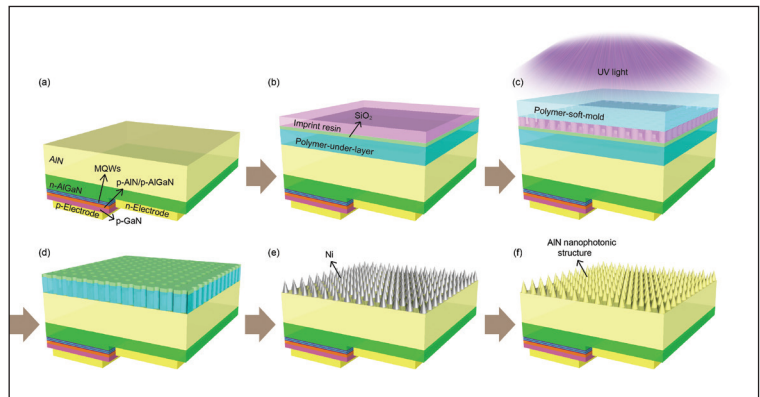 (a)
AlN
MQWs
n-AlGaN
p-AlN/p-AlGaN
p-Electrode
n-Electrode
p-GaN
(b)
SiO₂
Imprint resin
Polymer-under-layer
(c)
UV light
Polymer-soft-mold
(d)
(e)
Ni
(f)
AlN nanophotonic
structure